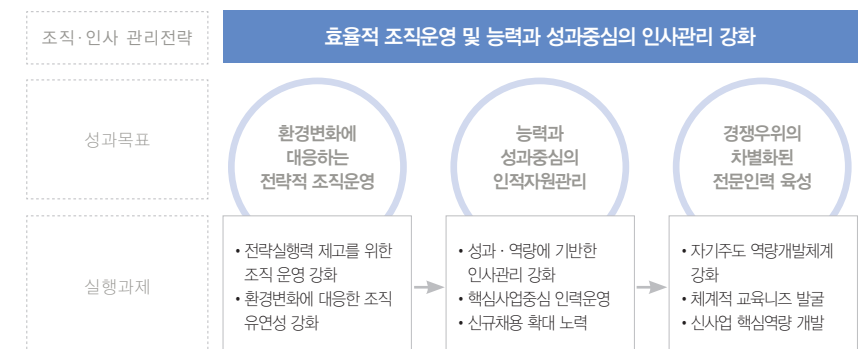 조직·인사 관리전략
효율적 조직운영 및 능력과 성과중심의 인사관리 강화
성과목표
환경변화에
대응하는
전략적 조직운영
능력과
성과중심의
인적자원관리
경쟁우위의
차별화된
전문인력 육성
실행과제
• 전략실행력 제고를 위한
조직 운영 강화
• 환경변화에 대응한 조직
유연성 강화
• 성과·역량에 기반한
인사관리 강화
• 핵심사업중심 인력운영
• 신규채용 확대 노력
• 자기주도 역량개발체계
강화
• 체계적 교육니즈 발굴
• 신사업 핵심역량 개발